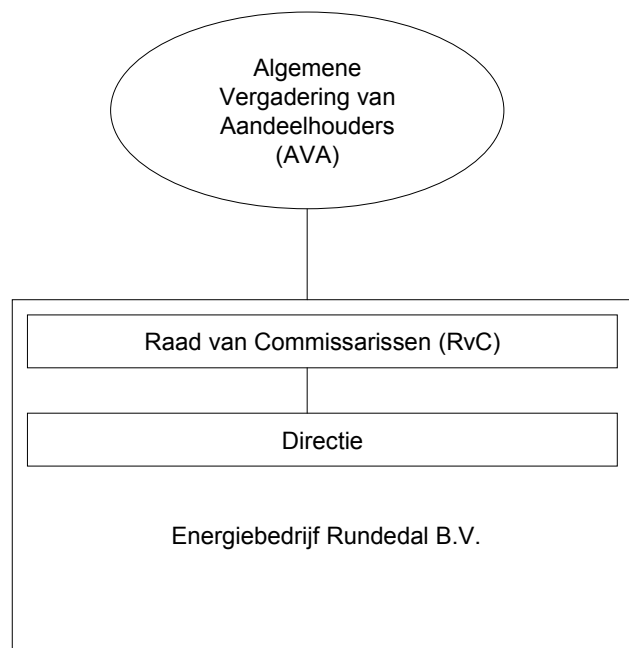 Algemene
Vergadering van
Aandeelhouders
(AVA)
Raad van Commissarissen (RvC)
Directie
Energiebedrijf Rundedal B.V.